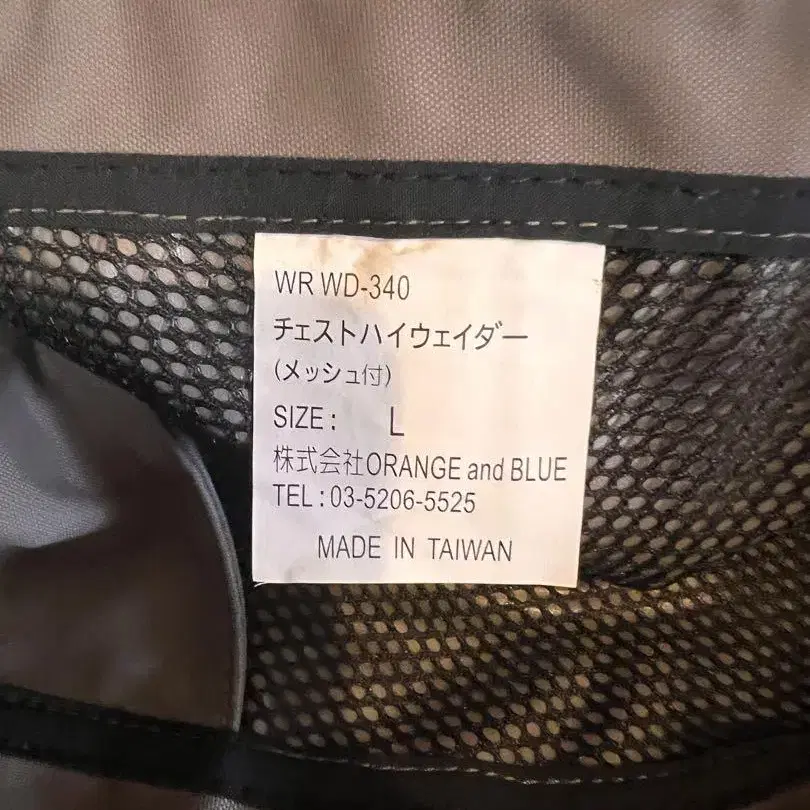 WR WD-340
チェストハイウェイダー
(メッシュ付)
SIZE: L
株式会社ORANGE and BLUE
TEL:03-5206-5525
MADE IN TAIWAN